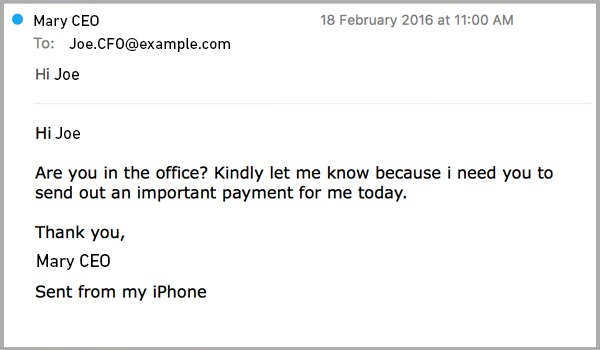 Mary CEO 18 February 2016 at 11:00 AM
To: Joe.CFO@example.com
Hi Joe
Hi Joe
Are you in the office? Kindly let me know because i need you to
send out an important payment for me today.
Thank you,
Mary CEO
Sent from my iPhone